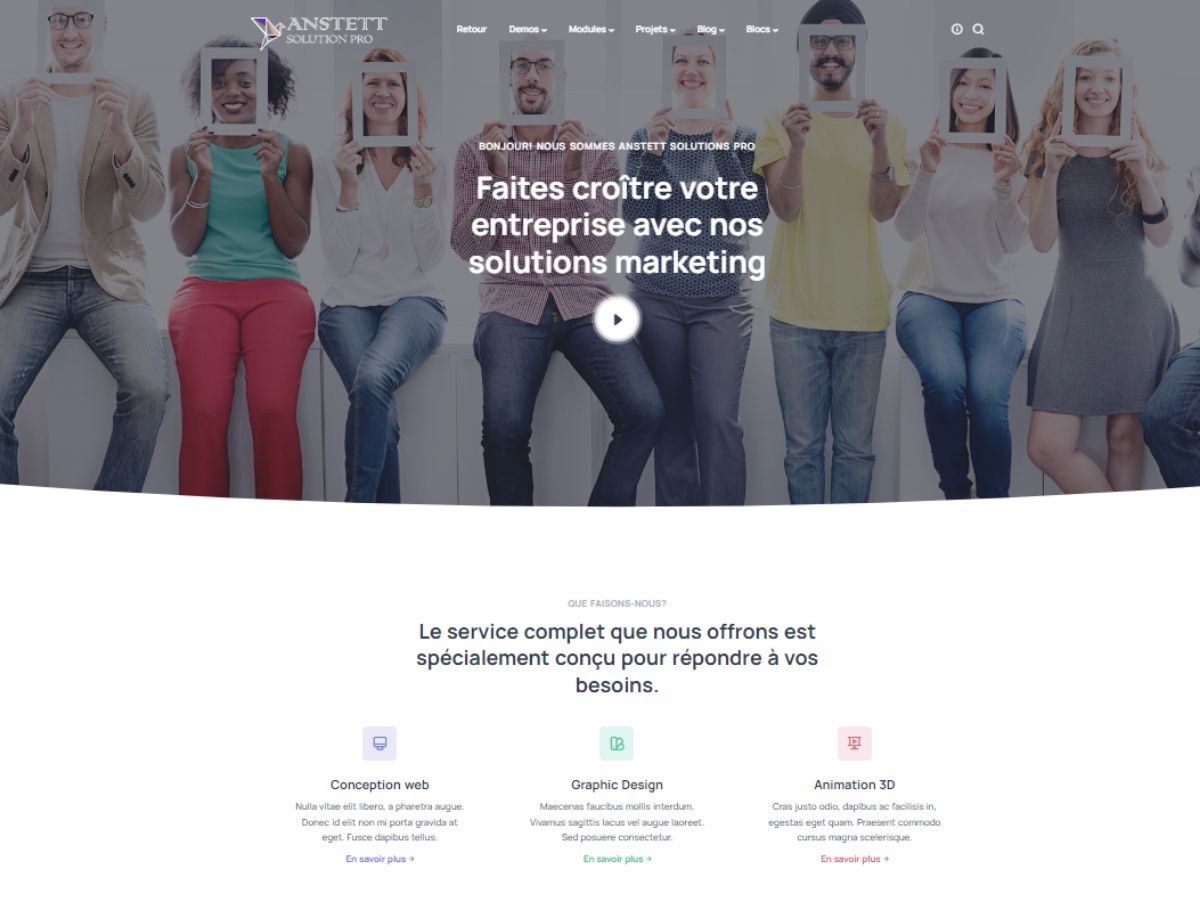 ANSTETT
SOLUTION PRO
Retour Demos Modules Projets Blog Blocs
BONJOUR! NOUS SOMMES ANSTETT SOLUTIONS PRO
Faites croître votre
entreprise avec nos
solutions marketing
QUE FAISONS-NOUS?
Le service complet que nous offrons est
spécialement conçu pour répondre à vos
besoins.
Conception web
Nulla vitae elit libero, a pharetra augue.
Donec id elit non mi porta gravida at
eget. Fusce dapibus tellus.
En savoir plus
Graphic Design
Maecenas faucibus mollis interdum.
Vivamus sagittis lacus vel augue laoreet.
Sed posuere consectetur.
En savoir plus
Animation 3D
Cras justo odio, dapibus ac facilisis in,
egestas eget quam. Praesent commodo
cursus magna scelerisque.
En savoir plus